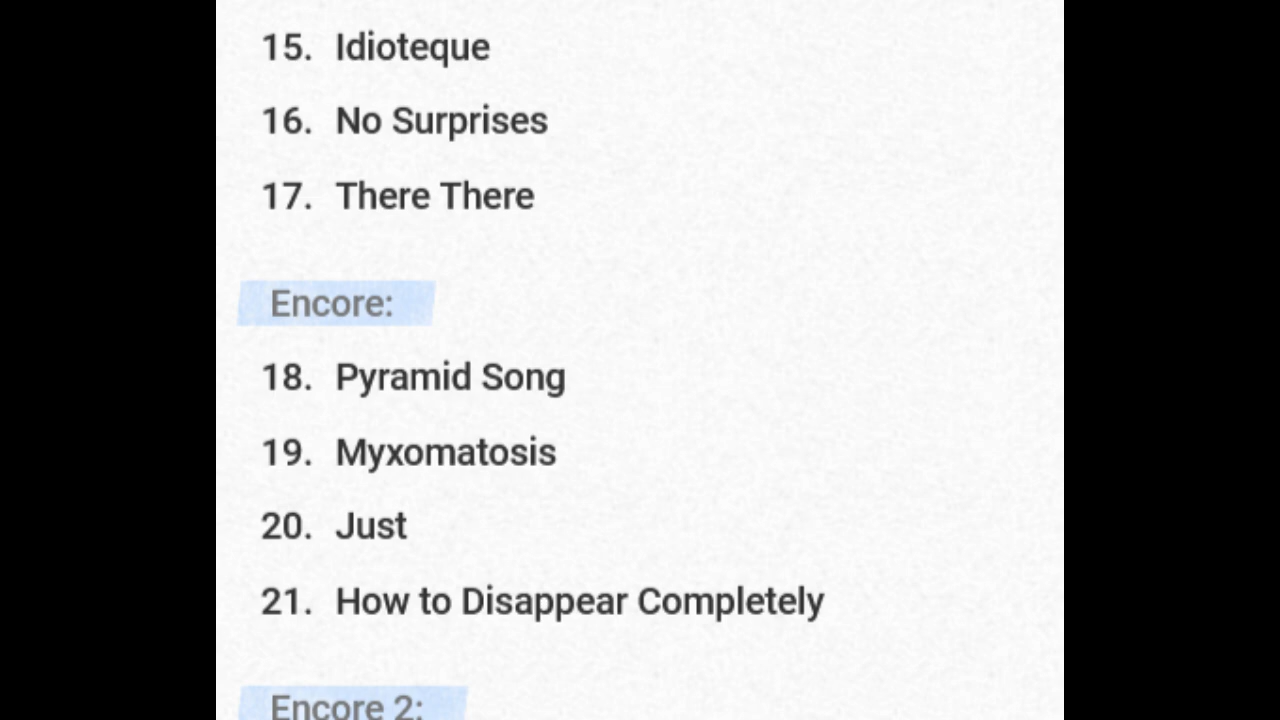 15. Idioteque
16. No Surprises
17. There There
Encore:
18. Pyramid Song
19. Myxomatosis
20. Just
21. How to Disappear Completely
Encore 2: